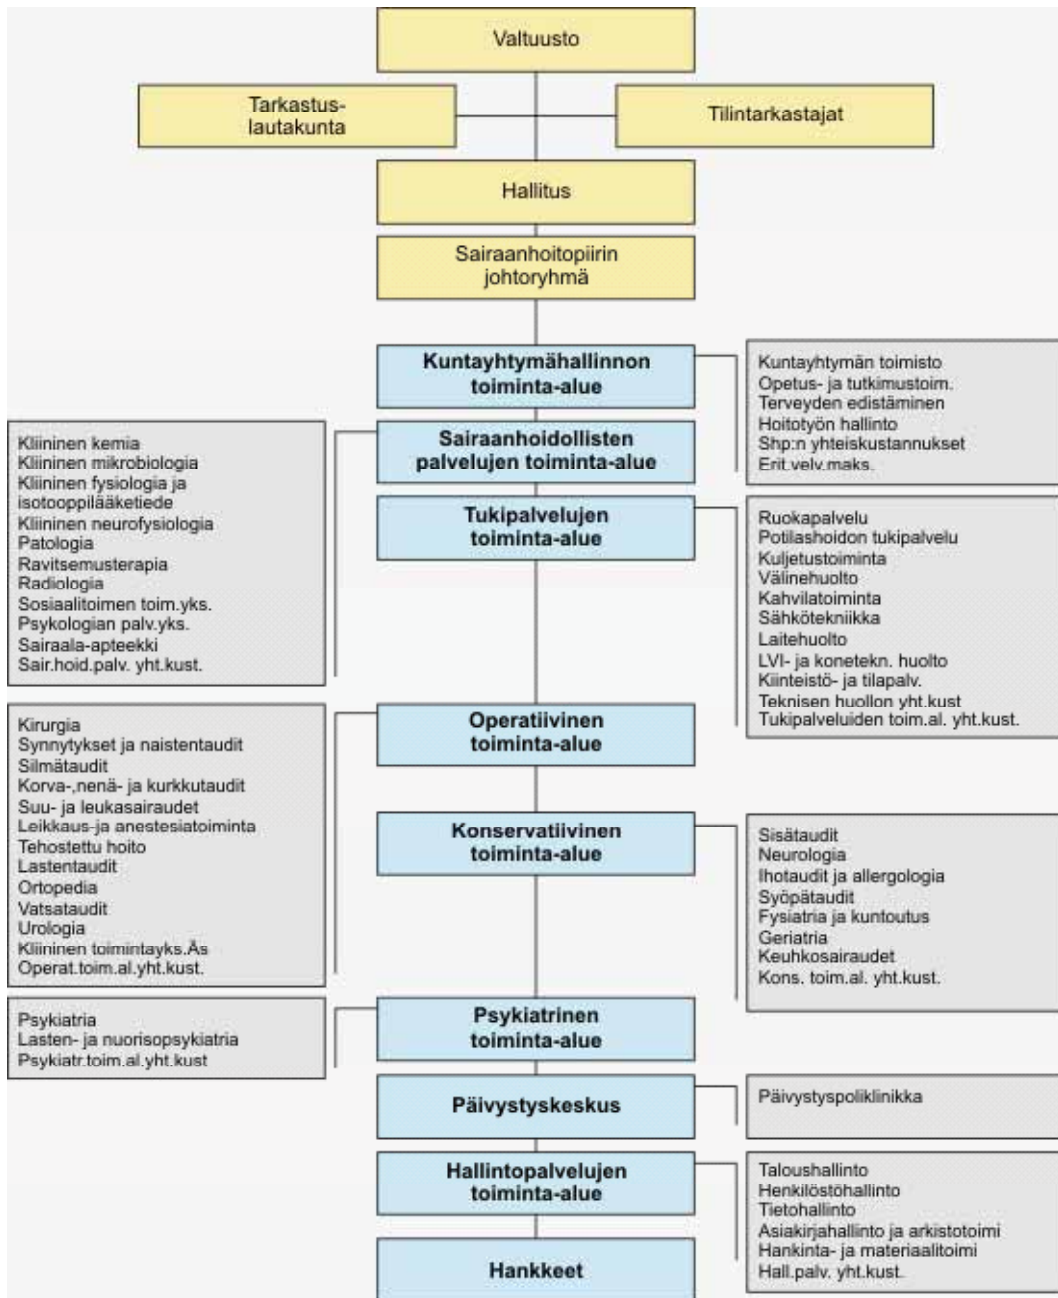 Valtuusto
Tarkastus-
lautakunta
Tilintarkastajat
Hallitus
Sairaanhoitopiirin
johtoryhmä
Kuntayhtymähallinnon
toiminta-alue
Kuntayhtymän toimisto
Opetus- ja tutkimustoim.
Terveyden edistäminen
Hoitotyön hallinto
Shp:n yhteiskustannukset
Erit.velv.maks.
Sairaanhoidollisten
palvelujen toiminta-alue
Kliininen kemia
Kliininen mikrobiologia
Kliininen fysiologia ja
isotooppilääketiede
Kliininen neurofysiologia
Patologia
Ravitsemusterapia
Radiologia
Sosiaalitoimen toim.yks.
Psykologian palv.yks.
Sairaala-apteekki
Sair.hoid.palv. yht.kust.
Tukipalvelujen
toiminta-alue
Ruokapalvelu
Potilashoidon tukipalvelu
Kuljetustoiminta
Välinehuolto
Kahvilatoiminta
Sähkötekniikka
Laitehuolto
LVI- ja konetekn. huolto
Kiinteistö- ja tilapalv.
Teknisen huollon yht.kust
Tukipalveluiden toim.al. yht.kust.
Operatiivinen
toiminta-alue
Kirurgia
Synnytykset ja naistentaudit
Silmätaudit
Korva-,nenä- ja kurkkutaudit
Suu- ja leukasairaudet
Leikkaus-ja anestesiatoiminta
Tehostettu hoito
Lastentaudit
Ortopedia
Vatsataudit
Urologia
Kliininen toimintayks.Äs
Operat.toim.al.yht.kust.
Konservatiivinen
toiminta-alue
Sisätaudit
Neurologia
Ihotaudit ja allergologia
Syöpätaudit
Fysiatria ja kuntoutus
Geriatria
Keuhkosairaudet
Kons. toim.al. yht.kust.
Psykiatrinen
toiminta-alue
Psykiatria
Lasten- ja nuorisopsykiatria
Psykiatr.toim.al.yht.kust
Päivystyskeskus
Päivystyspoliklinikka
Hallintopalvelujen
toiminta-alue
Taloushallinto
Henkilöstöhallinto
Tietohallinto
Asiakirjahallinto ja arkistotoimi
Hankinta- ja materiaalitoimi
Hall.palv. yht.kust.
Hankkeet